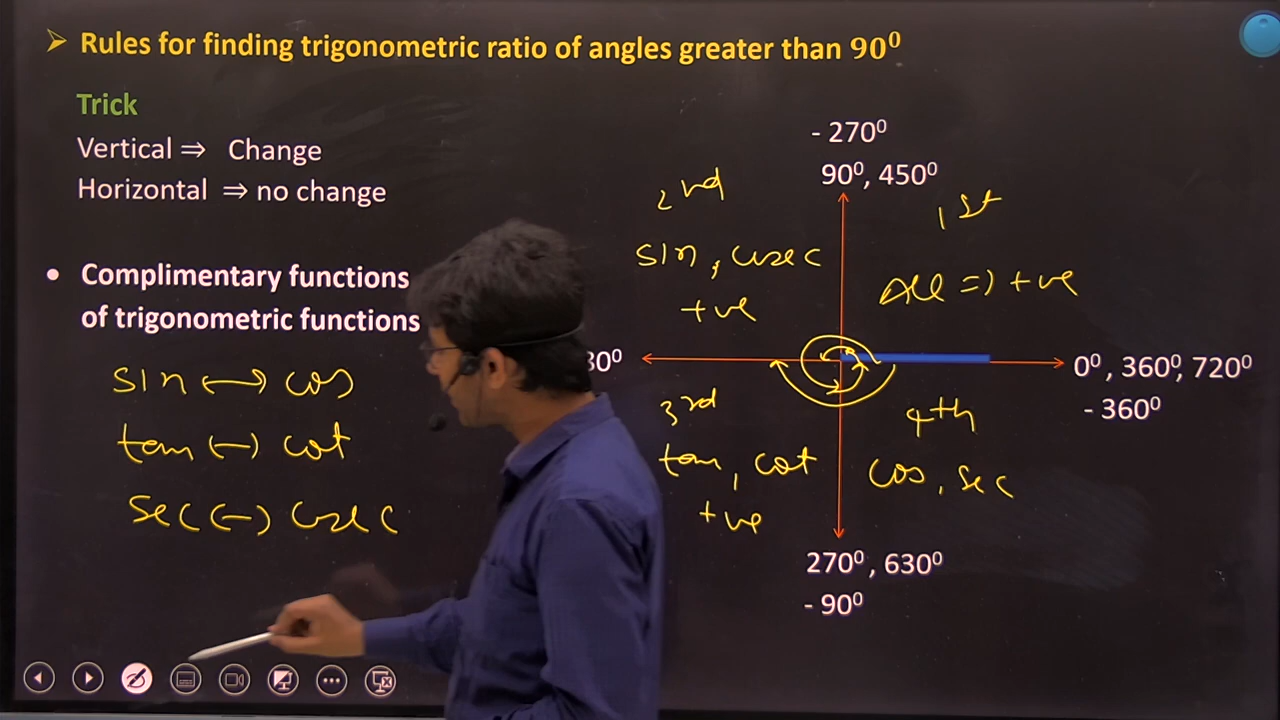 ➢ Rules for finding trigonometric ratio of angles greater than 90⁰
Trick
Vertical ⇒ Change
Horizontal ⇒ no change
• Complimentary functions
of trigonometric functions
sin ↔ cos
tan ↔ cot
sec ↔ cosec
- 270⁰
90⁰, 450⁰
2nd
1st
sin, cosec
+ve
All ⇒ +ve
0⁰, 360⁰, 720⁰
- 360⁰
3rd
tan, cot
+ve
4th
cos, sec
270⁰, 630⁰
- 90⁰